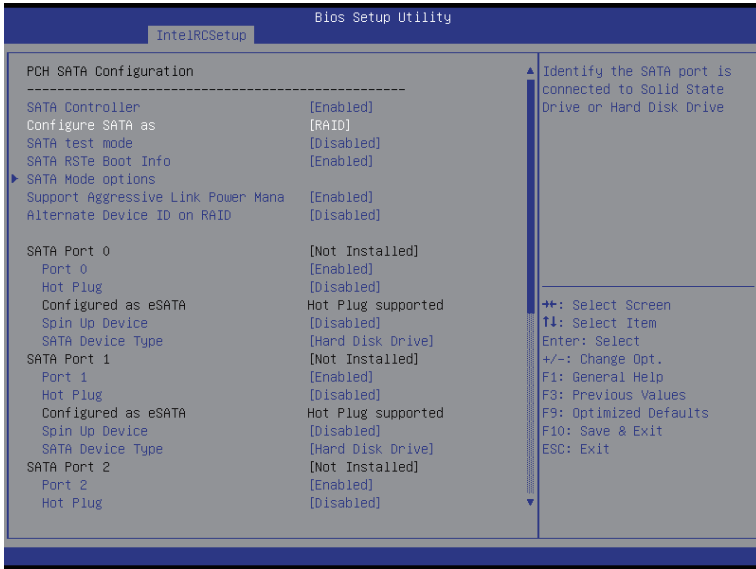 Bios Setup Utility
IntelRCSetup
PCH SATA Configuration
---------------------------------------------------
SATA Controller [Enabled]
Configure SATA as [RAID]
SATA test mode [Disabled]
SATA RSTe Boot Info [Enabled]
SATA Mode options
Support Aggressive Link Power Mana [Enabled]
Alternate Device ID on RAID [Disabled]
SATA Port 0 [Not Installed]
Port 0 [Enabled]
Hot Plug [Disabled]
Configured as eSATA Hot Plug supported
Spin Up Device [Disabled]
SATA Device Type [Hard Disk Drive]
SATA Port 1 [Not Installed]
Port 1 [Enabled]
Hot Plug [Disabled]
Configured as eSATA Hot Plug supported
Spin Up Device [Disabled]
SATA Device Type [Hard Disk Drive]
SATA Port 2 [Not Installed]
Port 2 [Enabled]
Hot Plug [Disabled]
Identify the SATA port is
connected to Solid State
Drive or Hard Disk Drive
→←: Select Screen
↑↓: Select Item
Enter: Select
+/-: Change Opt.
F1: General Help
F3: Previous Values
F9: Optimized Defaults
F10: Save & Exit
ESC: Exit